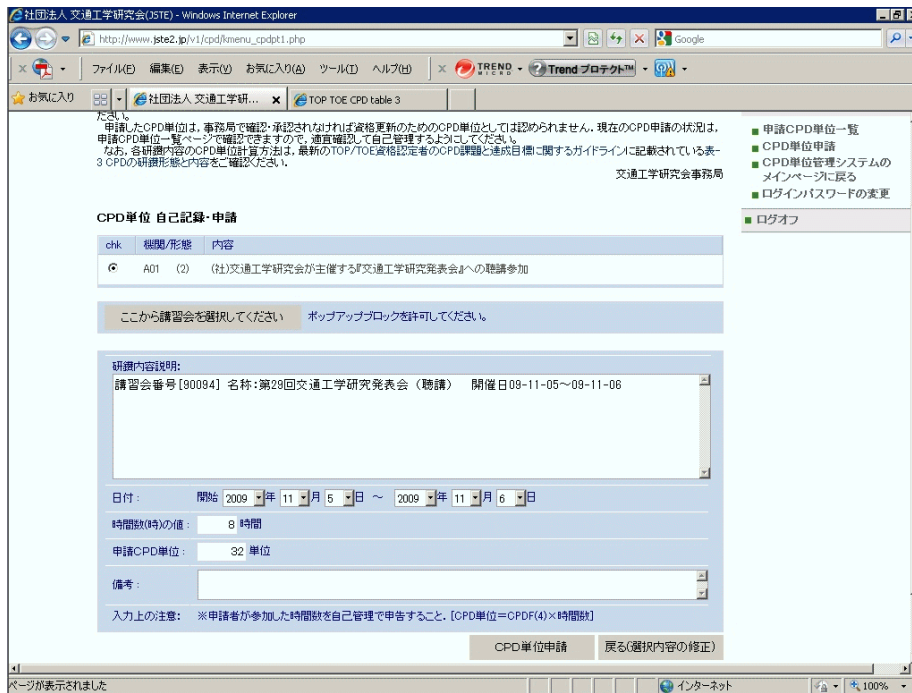 社団法人 交通工学研究会(JSTE) - Windows Internet Explorer
http://www.jste2.jp/v1/cpd/kmenu_cpdpt1.php
Google
ファイル(F) 編集(E) 表示(V) お気に入り(A) ツール(T) ヘルプ(H)
TREND MICRO
Trend プロテクト™
お気に入り
社団法人 交通工学研...
TOP TOE CPD table 3
ださい。
申請したCPD単位は，事務局で確認・承認されなければ資格更新のためのCPD単位としては認められません．現在のCPD申請の状況は，
申請CPD単位一覧ページで確認できますので，適宜確認して自己管理するようにしてください．
なお，各研鑽内容のCPD単位計算方法は，最新のTOP/TOE資格認定者のCPD課題と達成目標に関するガイドラインに記載されている表-
3 CPDの研鑽形態と内容をご確認ください．
交通工学研究会事務局
申請CPD単位一覧
CPD単位申請
CPD単位管理システムの
メインページに戻る
ログインパスワードの変更
ログオフ
CPD単位 自己記録・申請
chk 機関/形態 内容
A01 (2) (社)交通工学研究会が主催する『交通工学研究発表会』への聴講参加
ここから講習会を選択してください ポップアップブロックを許可してください。
研鑽内容説明:
講習会番号[90094] 名称:第29回交通工学研究発表会（聴講） 開催日09-11-05～09-11-06
日付： 開始 2009 年 11 月 5 日 ～ 2009 年 11 月 6 日
時間数(時)の値： 8 時間
申請CPD単位： 32 単位
備考：
入力上の注意: ※申請者が参加した時間数を自己管理で申告すること．[CPD単位＝CPDF(4)×時間数]
CPD単位申請 戻る(選択内容の修正)
ページが表示されました
インターネット
100%